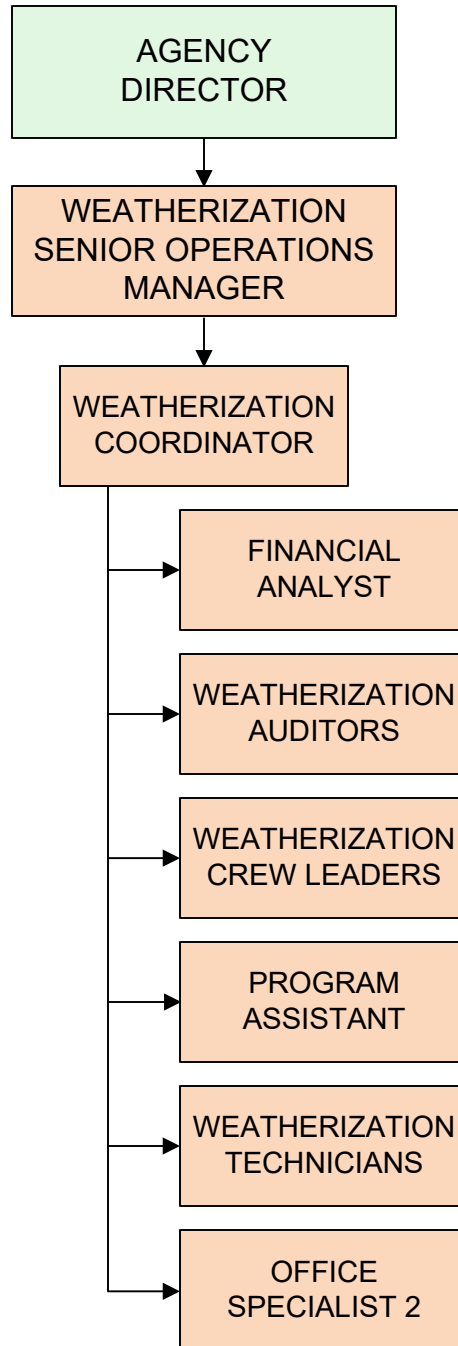 AGENCY
DIRECTOR
WEATHERIZATION
SENIOR OPERATIONS
MANAGER
WEATHERIZATION
COORDINATOR
FINANCIAL
ANALYST
WEATHERIZATION
AUDITORS
WEATHERIZATION
CREW LEADERS
PROGRAM
ASSISTANT
WEATHERIZATION
TECHNICIANS
OFFICE
SPECIALIST 2